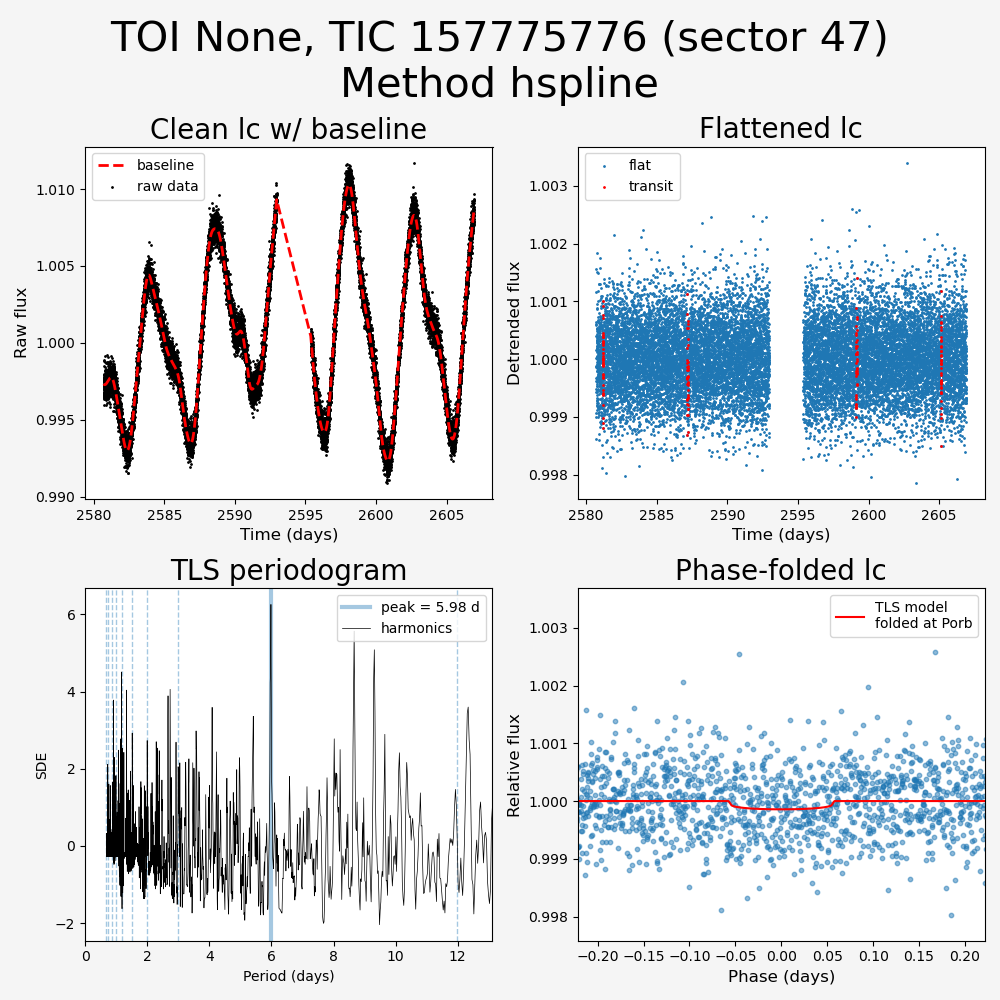 TOI None, TIC 157775776 (sector 47)
Method hspline
Clean lc w/ baseline
baseline
raw data
1.010
1.005
1.000
0.995
0.990
Raw flux
2580 2585 2590 2595 2600 2605
Time (days)
Flattened lc
flat
transit
1.003
1.002
1.001
1.000
0.999
0.998
Detrended flux
2580 2585 2590 2595 2600 2605
Time (days)
TLS periodogram
peak = 5.98 d
harmonics
6
4
2
0
−2
SDE
0 2 4 6 8 10 12
Period (days)
Phase-folded lc
TLS model
folded at Porb
1.003
1.002
1.001
1.000
0.999
0.998
Relative flux
−0.20 −0.15 −0.10 −0.05 0.00 0.05 0.10 0.15 0.20
Phase (days)